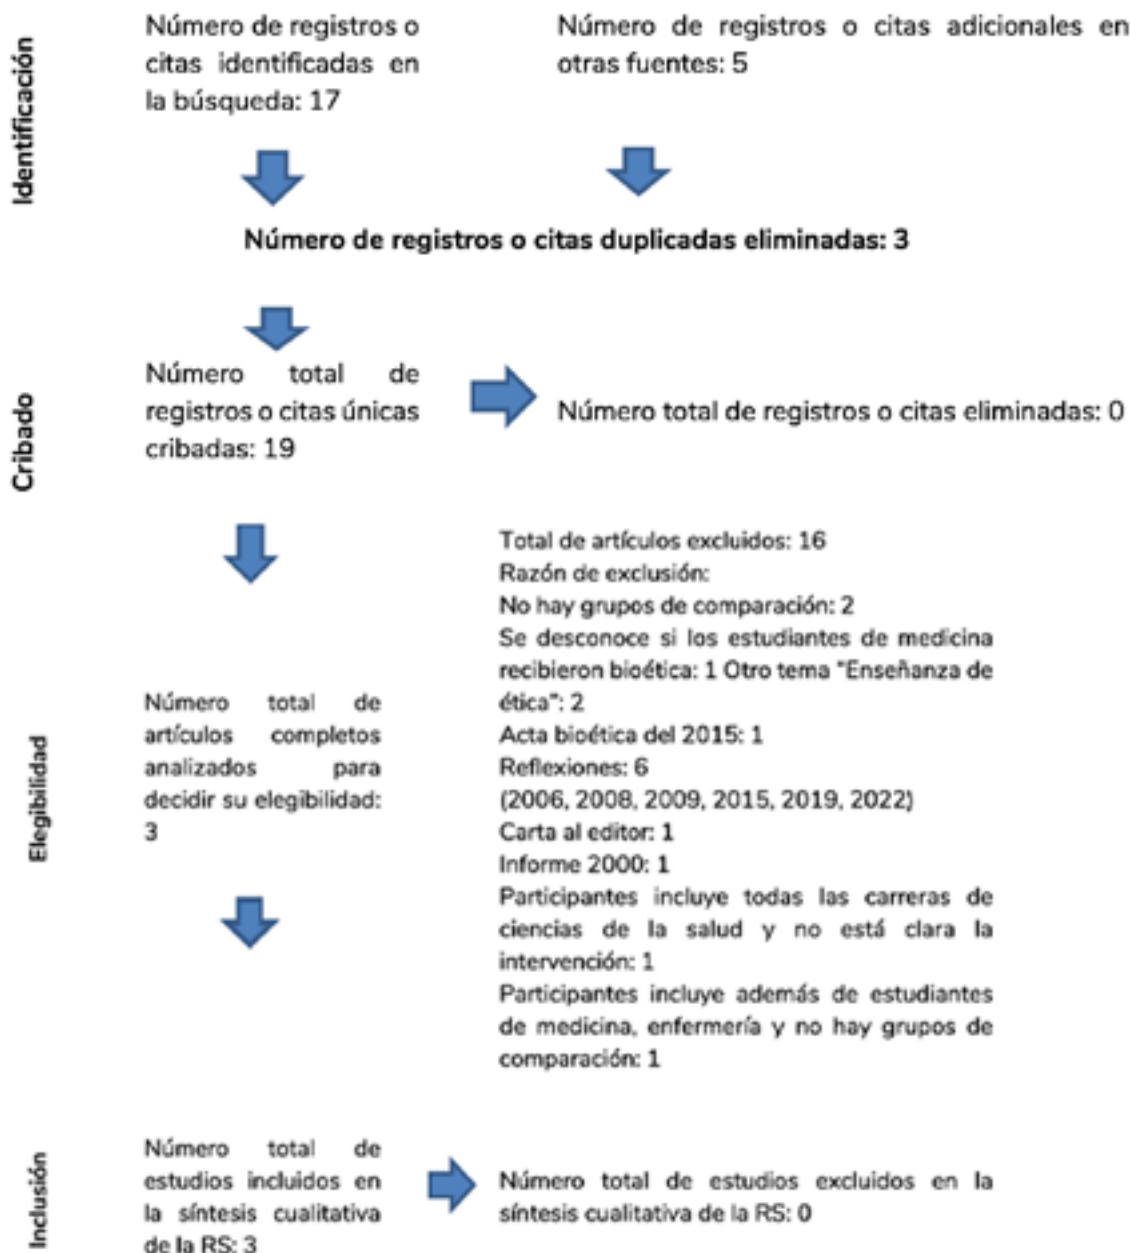 Identificación
Número de registros o
citas identificadas en
la búsqueda: 17
Número de registros o citas adicionales en
otras fuentes: 5
Número de registros o citas duplicadas eliminadas: 3
Cribado
Número total de
registros o citas únicas
cribadas: 19
Número total de registros o citas eliminadas: 0
Elegibilidad
Número total de
artículos completos
analizados para
decidir su elegibilidad:
3
Total de artículos excluidos: 16
Razón de exclusión:
No hay grupos de comparación: 2
Se desconoce si los estudiantes de medicina
recibieron bioética: 1 Otro tema "Enseñanza de
ética": 2
Acta bioética del 2015: 1
Reflexiones: 6
(2006, 2008, 2009, 2015, 2019, 2022)
Carta al editor: 1
Informe 2000: 1
Participantes incluye todas las carreras de
ciencias de la salud y no está clara la
intervención: 1
Participantes incluye además de estudiantes
de medicina, enfermería y no hay grupos de
comparación: 1
Inclusión
Número total de
estudios incluidos en
la síntesis cualitativa
de la RS: 3
Número total de estudios excluidos en la
síntesis cualitativa de la RS: 0